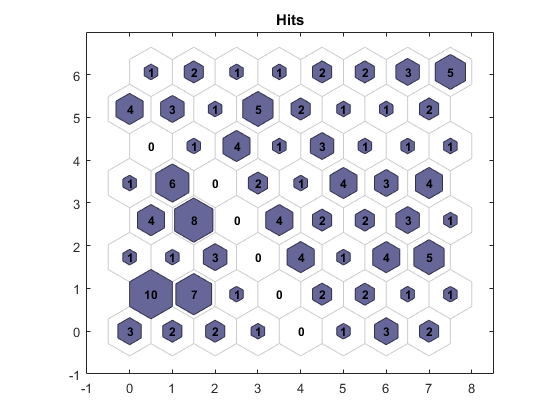 Hits
6
1 2 1 1 2 2 3 5
5
4 3 1 5 2 1 1 2
4
0 1 4 1 3 1 1 1
3
1 6 0 2 1 4 3 4
4 8 0 4 2 2 3 1
2
1 1 3 0 4 1 4 5
1
10 7 1 0 2 2 1 1
0
3 2 2 1 0 1 3 2
-1
-1 0 1 2 3 4 5 6 7 8